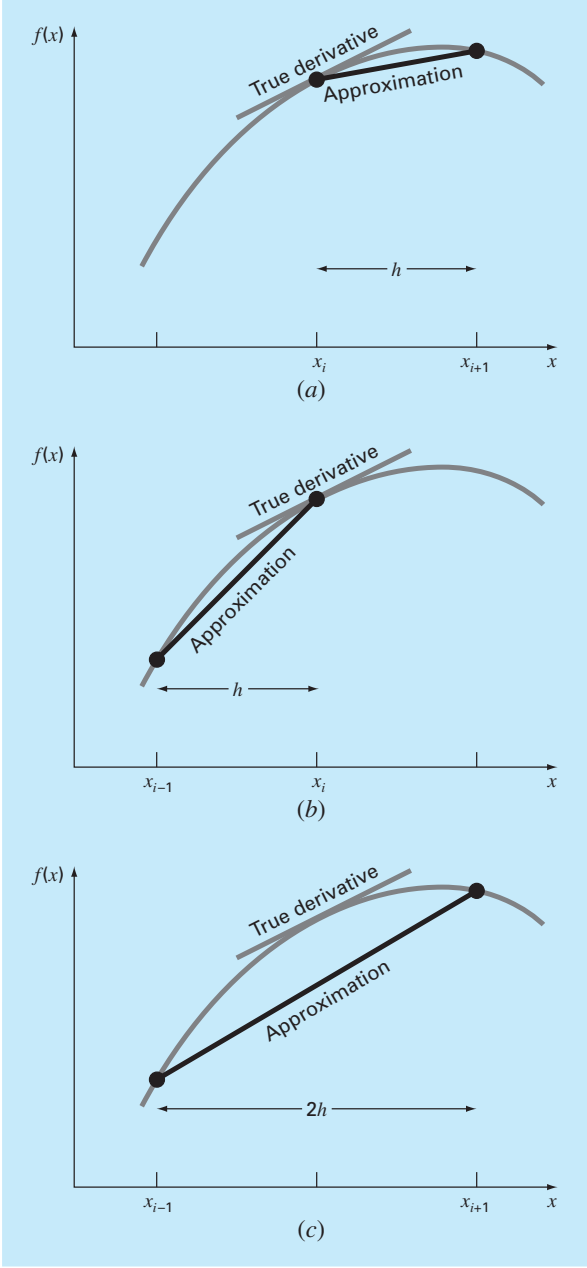 f(x)
True derivative
Approximation
h
x_i x_{i+1} x
(a)
f(x)
True derivative
Approximation
h
x_{i–1} x_i x
(b)
f(x)
True derivative
Approximation
2h
x_{i–1} x_{i+1} x
(c)